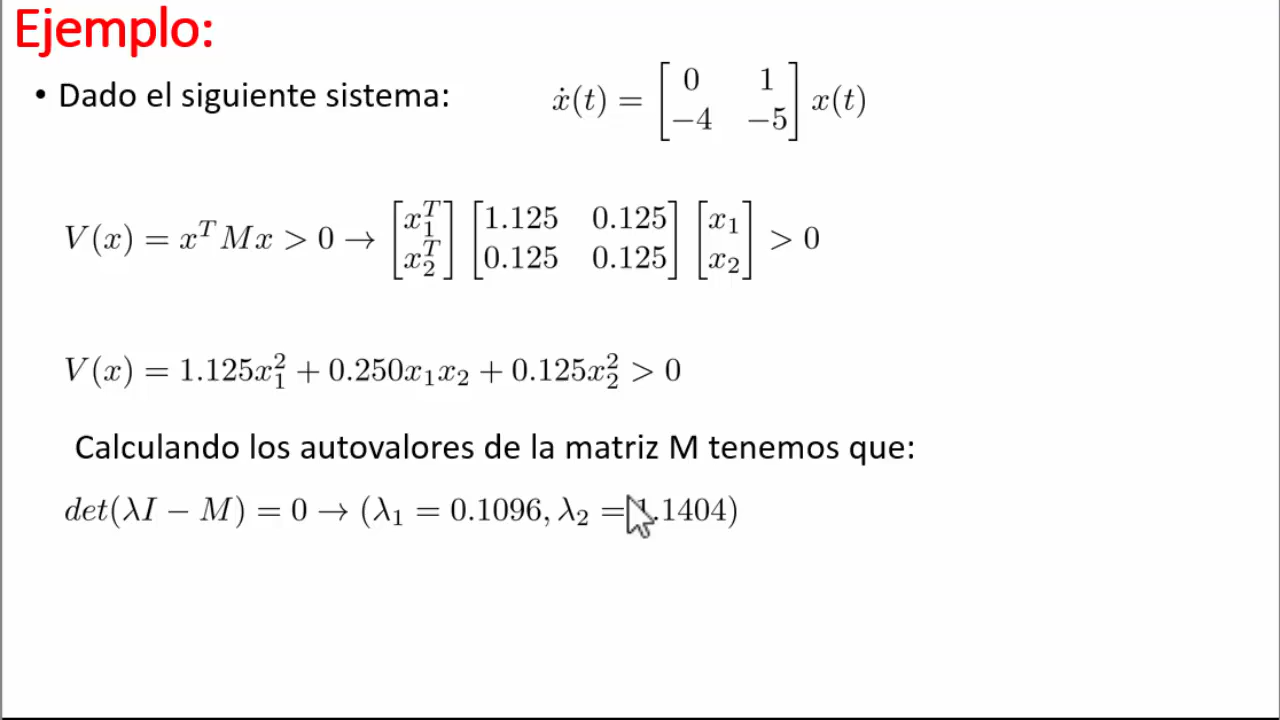 Ejemplo:
• Dado el siguiente sistema: ẋ(t) = [0 1; −4 −5] x(t)
V(x) = x^T Mx > 0 → [x_1^T; x_2^T] [1.125 0.125; 0.125 0.125] [x_1; x_2] > 0
V(x) = 1.125x_1^2 + 0.250x_1x_2 + 0.125x_2^2 > 0
Calculando los autovalores de la matriz M tenemos que:
det(λI − M) = 0 → (λ_1 = 0.1096, λ_2 = 1.1404)